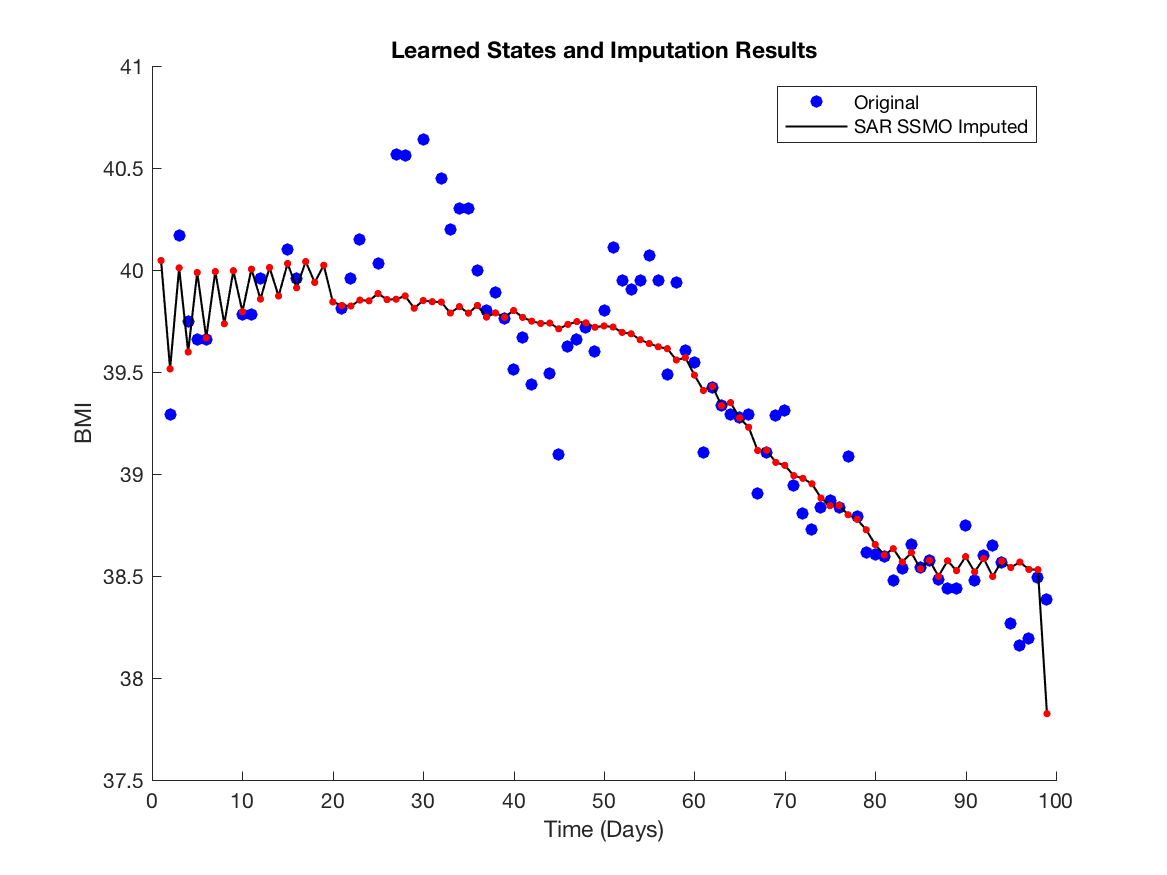 Learned States and Imputation Results
41
40.5
40
39.5
39
38.5
38
37.5
BMI
Original
SAR SSMO Imputed
0 10 20 30 40 50 60 70 80 90 100
Time (Days)